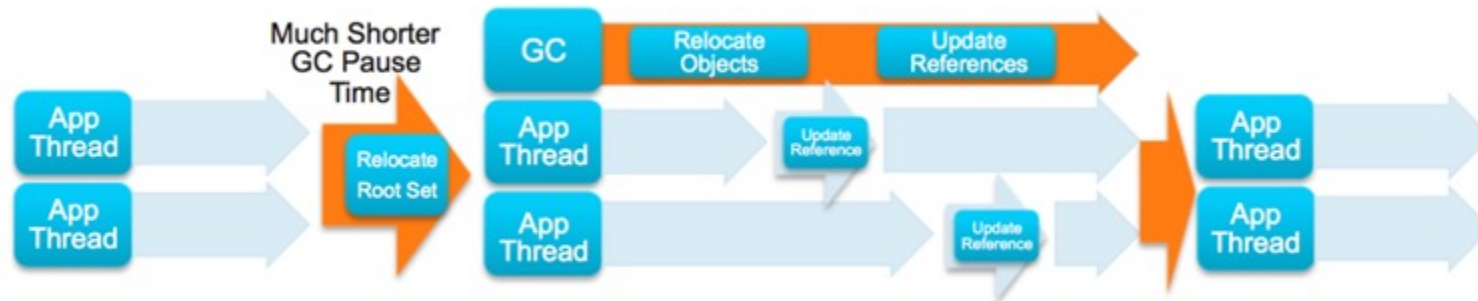 Much Shorter
GC Pause
Time
GC
Relocate
Objects
Update
References
App
Thread
App
Thread
Relocate
Root Set
App
Thread
Update
Reference
App
Thread
App
Thread
Update
Reference
App
Thread